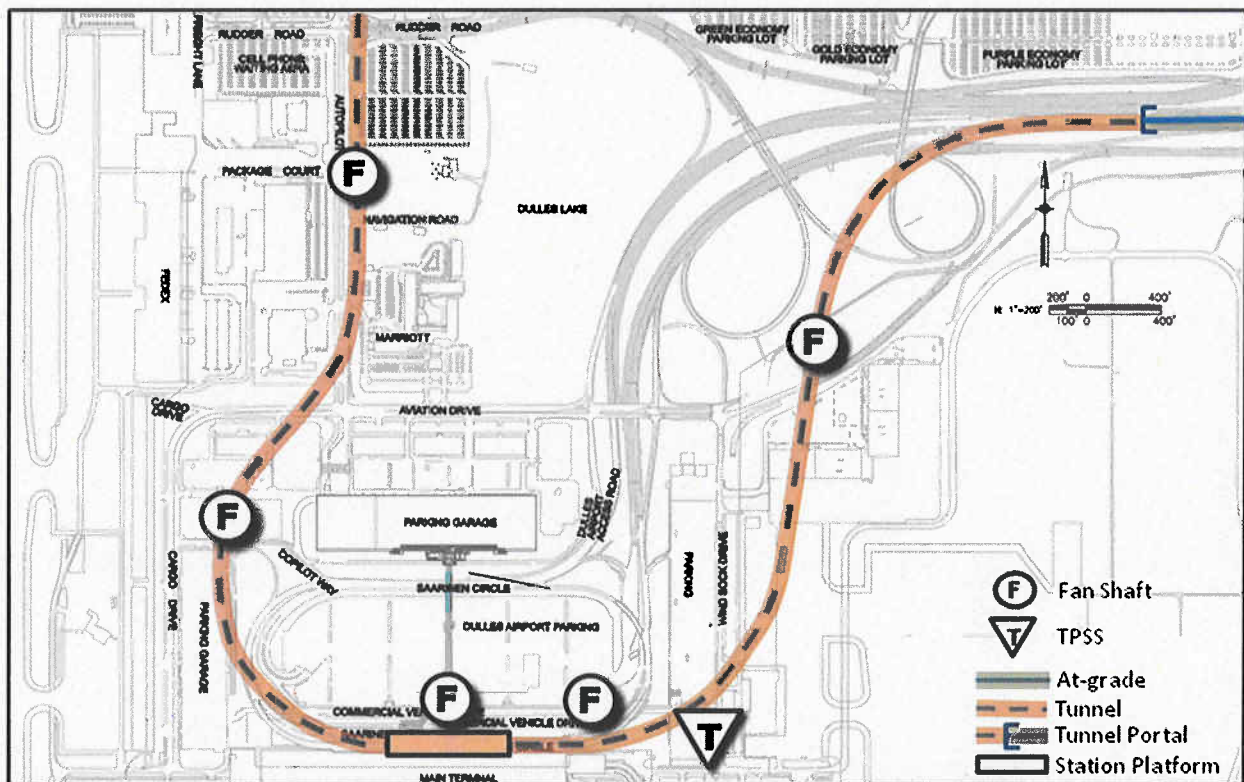 FREIGHT LANE
RUDDER ROAD
RUDDER ROAD
CELL PHONE
WAITING AREA
AUTOPILOT
GREEN ECONOMY
PARKING LOT
GOLD ECONOMY
PARKING LOT
PURPLE ECONOMY
PARKING LOT
PACKAGE COURT
F
NAVIGATION ROAD
DULLES LAKE
FEDEX
MARRIOTT
F
200' 0 400'
100' 0 400'
CARGO
DRIVE
AVIATION DRIVE
F
PARKING GARAGE
DULLES
AIRPORT
ACCESS ROAD
PARKING
WIND SOCK DRIVE
COPILOT WAY
SAARINEN CIRCLE
CARGO DRIVE
PARKING GARAGE
DULLES AIRPORT PARKING
F
F
COMMERCIAL VEHICLE
VEHICLE DRIVE
T
MAIN TERMINAL
F Fan Shaft
T TPSS
At-grade
Tunnel
Tunnel Portal
Station Platform